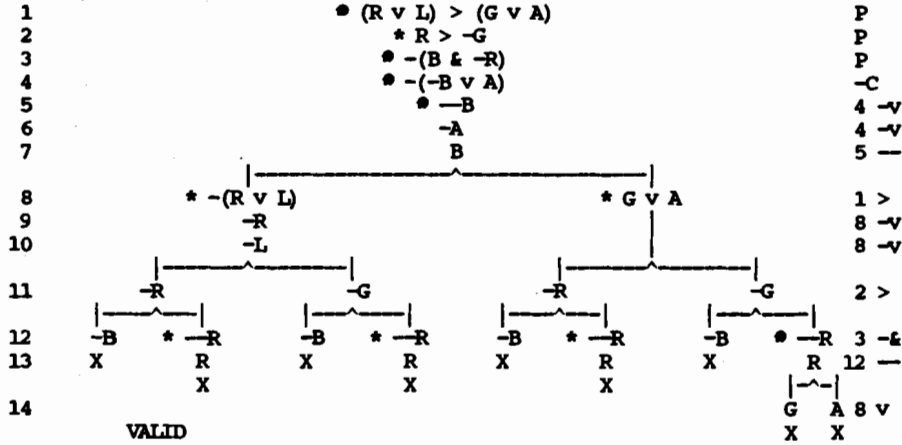 1 * (R v L) > (G v A) P
2 * R > -G P
3 * -(B & -R) P
4 * -(-B v A) -C
5 * --B 4 -v
6 -A 4 -v
7 B 5 --
8 * -(R v L) * G v A 1 >
9 -R 8 -v
10 -L 8 -v
11 -R -G -R -G 2 >
12 -B * --R -B * --R -B * --R -B * --R 3 -&
13 X R X R X R X R 12 --
X X X
14 G A 8 v
VALID X X